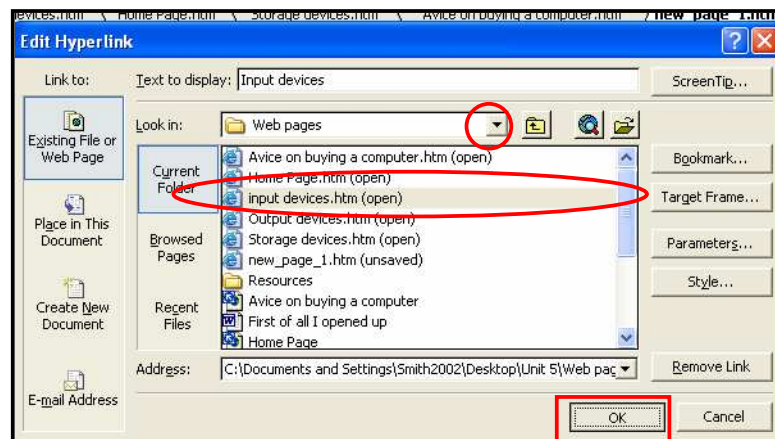 devices.htm \ Home Page.htm \ Storage devices.htm \ Avice on buying a computer.htm / new_page_1.htm
Edit Hyperlink
Link to: Text to display: Input devices ScreenTip...
Existing File or Web Page
Look in: Web pages
Current Folder
Avice on buying a computer.htm (open)
Bookmark...
Home Page.htm (open)
input devices.htm (open)
Target Frame...
Output devices.htm (open)
Place in This Document
Browsed Pages
Storage devices.htm (open)
Parameters...
new_page_1.htm (unsaved)
Resources
Style...
Create New Document
Recent Files
Avice on buying a computer
First of all I opened up
Home Page
Address: C:\Documents and Settings\Smith2002\Desktop\Unit 5\Web pag
Remove Link
E-mail Address
OK Cancel